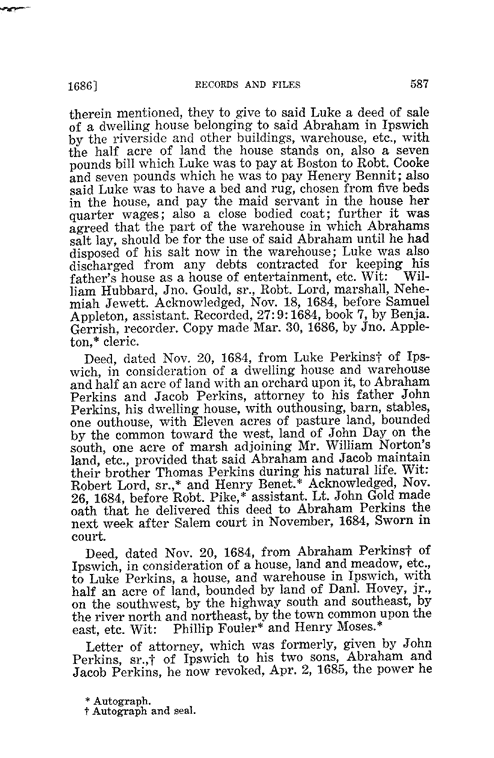 1686] RECORDS AND FILES 587
therein mentioned, they to give to said Luke a deed of sale
of a dwelling house belonging to said Abraham in Ipswich
by the riverside and other buildings, warehouse, etc., with
the half acre of land the house stands on, also a seven
pounds bill which Luke was to pay at Boston to Robt. Cooke
and seven pounds which he was to pay Henery Bennit; also
said Luke was to have a bed and rug, chosen from five beds
in the house, and pay the maid servant in the house her
quarter wages; also a close bodied coat; further it was
agreed that the part of the warehouse in which Abrahams
salt lay, should be for the use of said Abraham until he had
disposed of his salt now in the warehouse; Luke was also
discharged from any debts contracted for keeping his
father's house as a house of entertainment, etc. Wit: Wil-
liam Hubbard, Jno. Gould, sr., Robt. Lord, marshall, Nehe-
miah Jewett. Acknowledged, Nov. 18, 1684, before Samuel
Appleton, assistant. Recorded, 27:9:1684, book 7, by Benja.
Gerrish, recorder. Copy made Mar. 30, 1686, by Jno. Apple-
ton,* cleric.
Deed, dated Nov. 20, 1684, from Luke Perkins† of Ips-
wich, in consideration of a dwelling house and warehouse
and half an acre of land with an orchard upon it, to Abraham
Perkins and Jacob Perkins, attorney to his father John
Perkins, his dwelling house, with outhousing, barn, stables,
one outhouse, with Eleven acres of pasture land, bounded
by the common toward the west, land of John Day on the
south, one acre of marsh adjoining Mr. William Norton's
land, etc., provided that said Abraham and Jacob maintain
their brother Thomas Perkins during his natural life. Wit:
Robert Lord, sr.,* and Henry Benet.* Acknowledged, Nov.
26, 1684, before Robt. Pike,* assistant. Lt. John Gold made
oath that he delivered this deed to Abraham Perkins the
next week after Salem court in November, 1684, Sworn in
court.
Deed, dated Nov. 20, 1684, from Abraham Perkins† of
Ipswich, in consideration of a house, land and meadow, etc.,
to Luke Perkins, a house, and warehouse in Ipswich, with
half an acre of land, bounded by land of Danl. Hovey, jr.,
on the southwest, by the highway south and southeast, by
the river north and northeast, by the town common upon the
east, etc. Wit: Phillip Fouler* and Henry Moses.*
Letter of attorney, which was formerly, given by John
Perkins, sr.,† of Ipswich to his two sons, Abraham and
Jacob Perkins, he now revoked, Apr. 2, 1685, the power he
* Autograph.
† Autograph and seal.